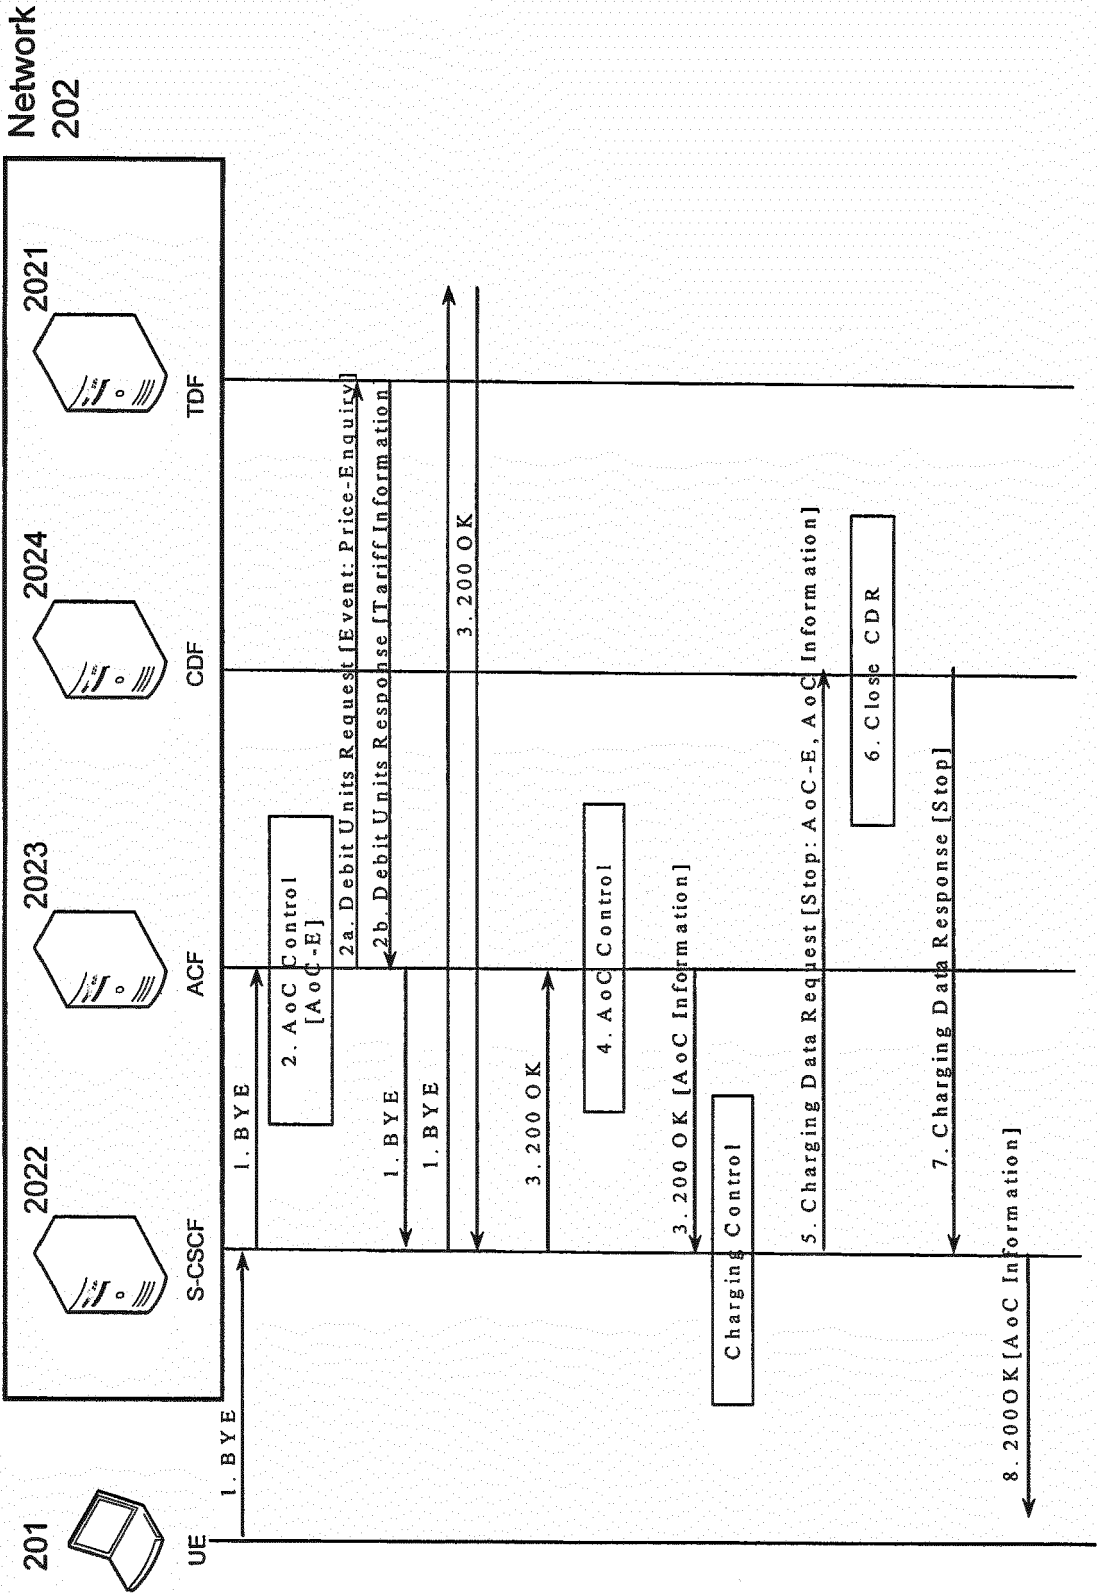 Network
202
201
2022
2023
2024
2021
UE
S-CSCF
ACF
CDF
TDF
1. BYE
1. BYE
2. AoC Control
[AoC-E]
2a. Debit Units Request [Event: Price-Enquiry]
2b. Debit Units Response [Tariff Information
1. BYE
1. BYE
3. 200 OK
3. 200 OK
4. AoC Control
3. 200 OK [AoC Information]
Charging Control
5. Charging Data Request [Stop: AoC-E, AoC Information]
6. Close CDR
7. Charging Data Response [Stop]
8. 200OK [AoC Information]